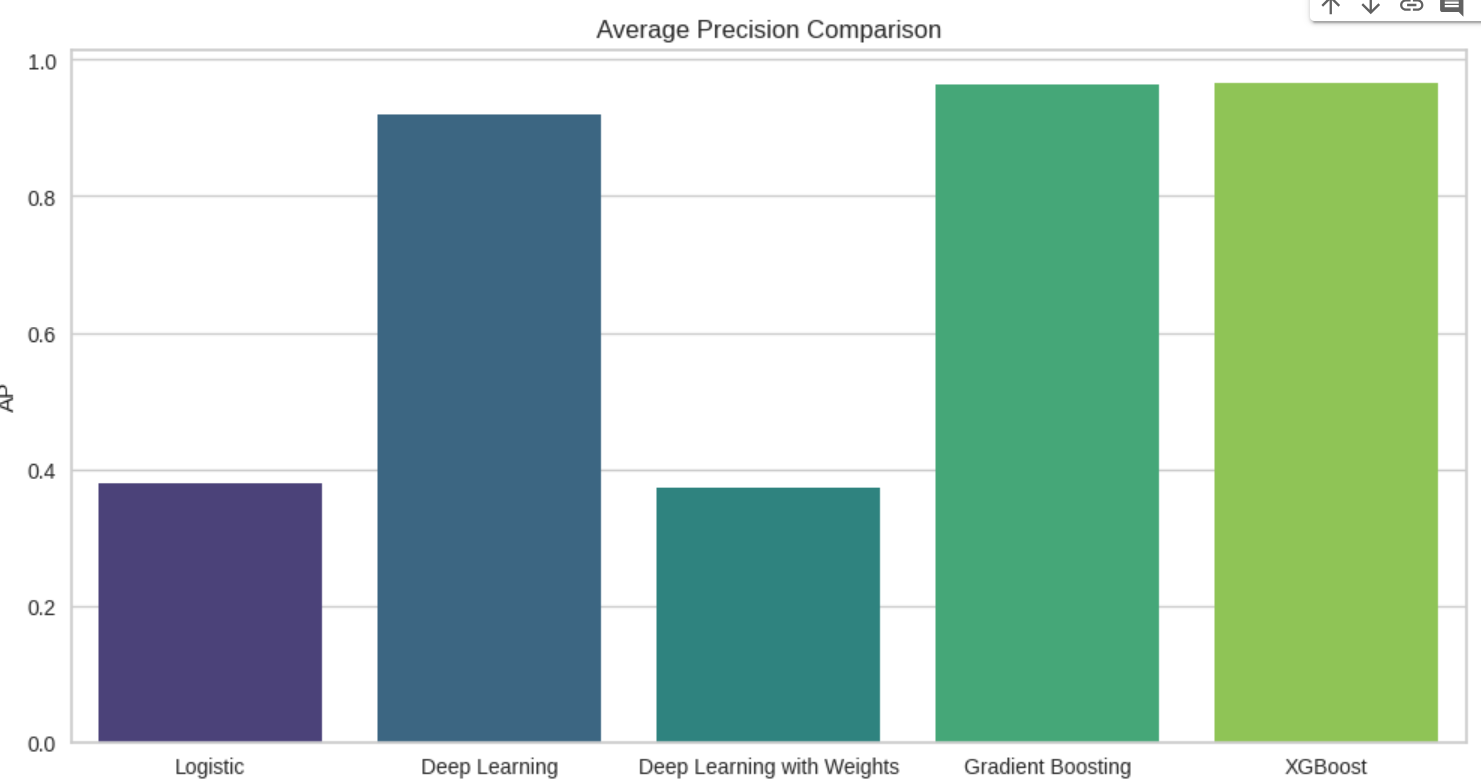 Average Precision Comparison
1.0
0.8
0.6
0.4
0.2
0.0
AP
Logistic
Deep Learning
Deep Learning with Weights
Gradient Boosting
XGBoost